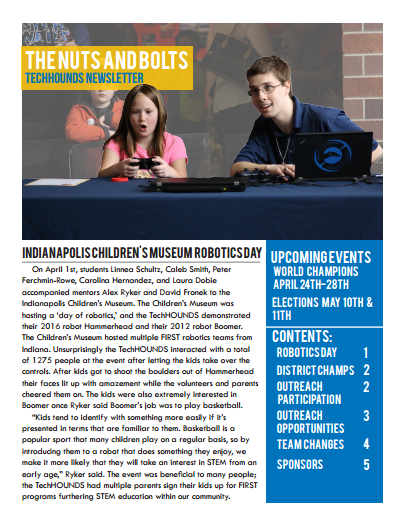 THE NUTS AND BOLTS
TECHHOUNDS NEWSLETTER
INDIANAPOLIS CHILDREN'S MUSEUM ROBOTICS DAY
On April 1st, students Linnea Schultz, Caleb Smith, Peter
Ferchmin-Rowe, Carolina Hernandez, and Laura Dobie
accompanied mentors Alex Ryker and David Fronek to the
Indianapolis Children's Museum. The Children's Museum was
hosting a 'day of robotics,' and the TechHOUNDS demonstrated
their 2016 robot Hammerhead and their 2012 robot Boomer.
The Children's Museum hosted multiple FIRST robotics teams from
Indiana. Unsurprisingly the TechHOUNDS interacted with a total
of 1275 people at the event after letting the kids take over the
controls. After kids got to shoot the boulders out of Hammerhead
their faces lit up with amazement while the volunteers and parents
cheered them on. The kids were also extremely interested in
Boomer once Ryker said Boomer's job was to play basketball.
"Kids tend to identify with something more easily if it's
presented in terms that are familiar to them. Basketball is a
popular sport that many children play on a regular basis, so by
introducing them to a robot that does something they enjoy, we
make it more likely that they will take an interest in STEM from an
early age," Ryker said. The event was beneficial to many people;
the TechHOUNDS had multiple parents sign their kids up for FIRST
programs furthering STEM education within our community.
UPCOMING EVENTS
WORLD CHAMPIONS
APRIL 24TH-28TH
ELECTIONS MAY 10TH &
11TH
CONTENTS:
ROBOTICS DAY 1
DISTRICT CHAMPS 2
OUTREACH 2
PARTICIPATION
OUTREACH 3
OPPORTUNITIES
TEAM CHANGES 4
SPONSORS 5